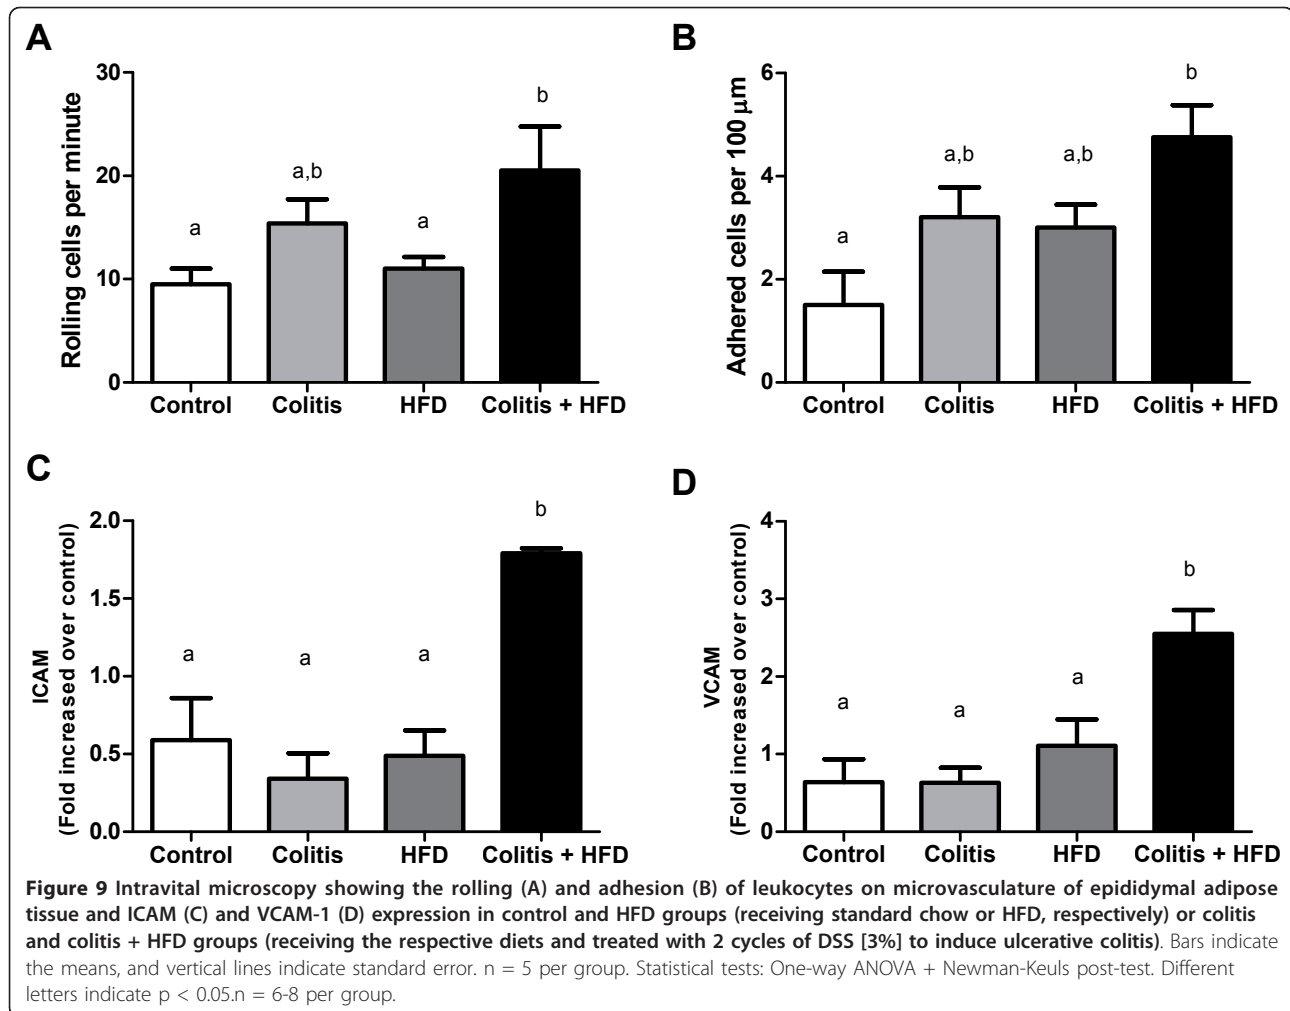 A
Rolling cells per minute
30
20
10
0
a
a,b
a
b
Control Colitis HFD Colitis + HFD
B
Adhered cells per 100 µm
6
4
2
0
a
a,b
a,b
b
Control Colitis HFD Colitis + HFD
C
ICAM
(Fold increased over control)
2.0
1.5
1.0
0.5
0.0
a
a
a
b
Control Colitis HFD Colitis + HFD
D
VCAM
(Fold increased over control)
4
3
2
1
0
a
a
a
b
Control Colitis HFD Colitis + HFD
Figure 9 Intravital microscopy showing the rolling (A) and adhesion (B) of leukocytes on microvasculature of epididymal adipose
tissue and ICAM (C) and VCAM-1 (D) expression in control and HFD groups (receiving standard chow or HFD, respectively) or colitis
and colitis + HFD groups (receiving the respective diets and treated with 2 cycles of DSS [3%] to induce ulcerative colitis). Bars indicate
the means, and vertical lines indicate standard error. n = 5 per group. Statistical tests: One-way ANOVA + Newman-Keuls post-test. Different
letters indicate p < 0.05.n = 6-8 per group.